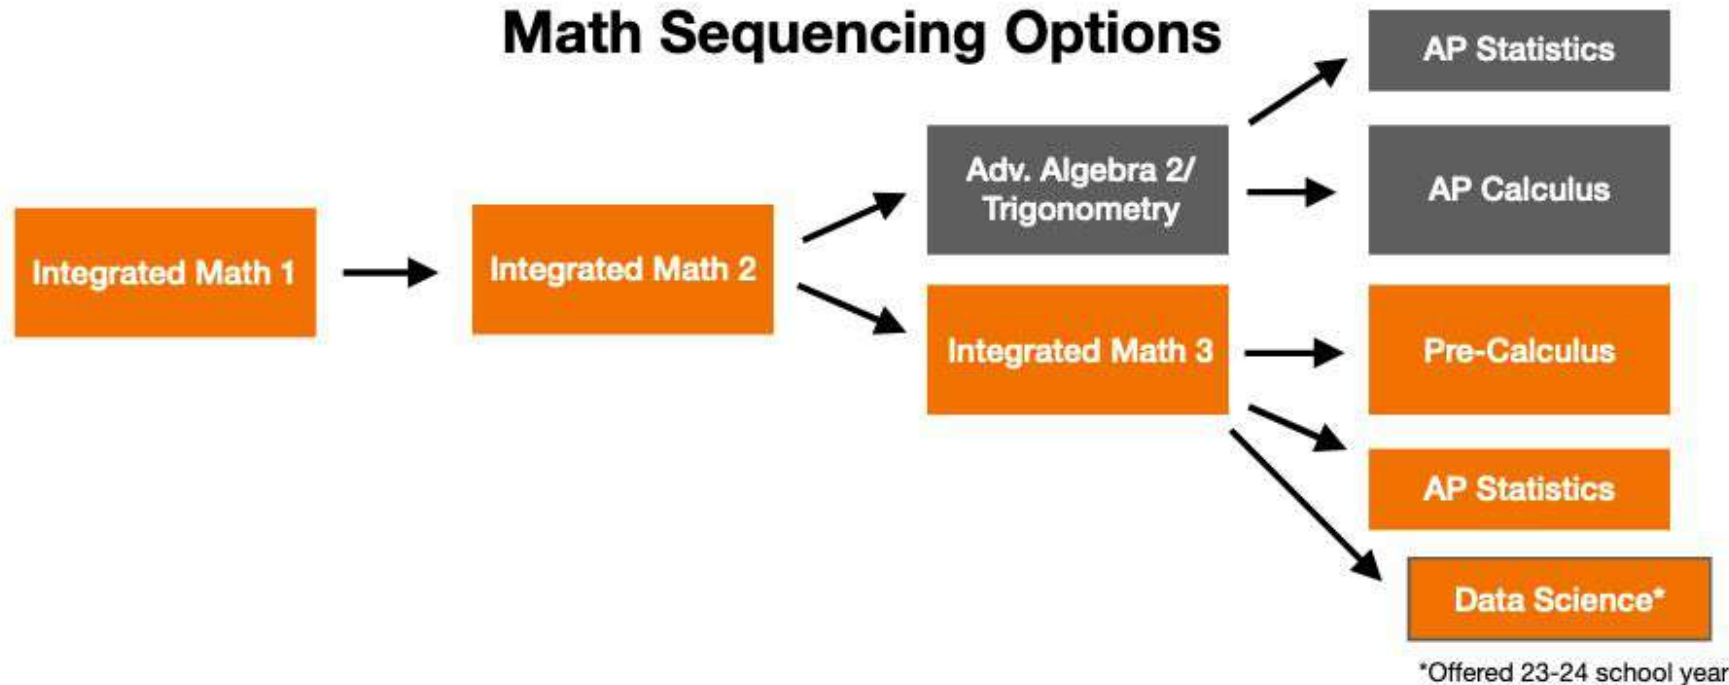 Math Sequencing Options
Integrated Math 1
Integrated Math 2
Adv. Algebra 2/
Trigonometry
Integrated Math 3
AP Statistics
AP Calculus
Pre-Calculus
AP Statistics
Data Science*
*Offered 23-24 school year